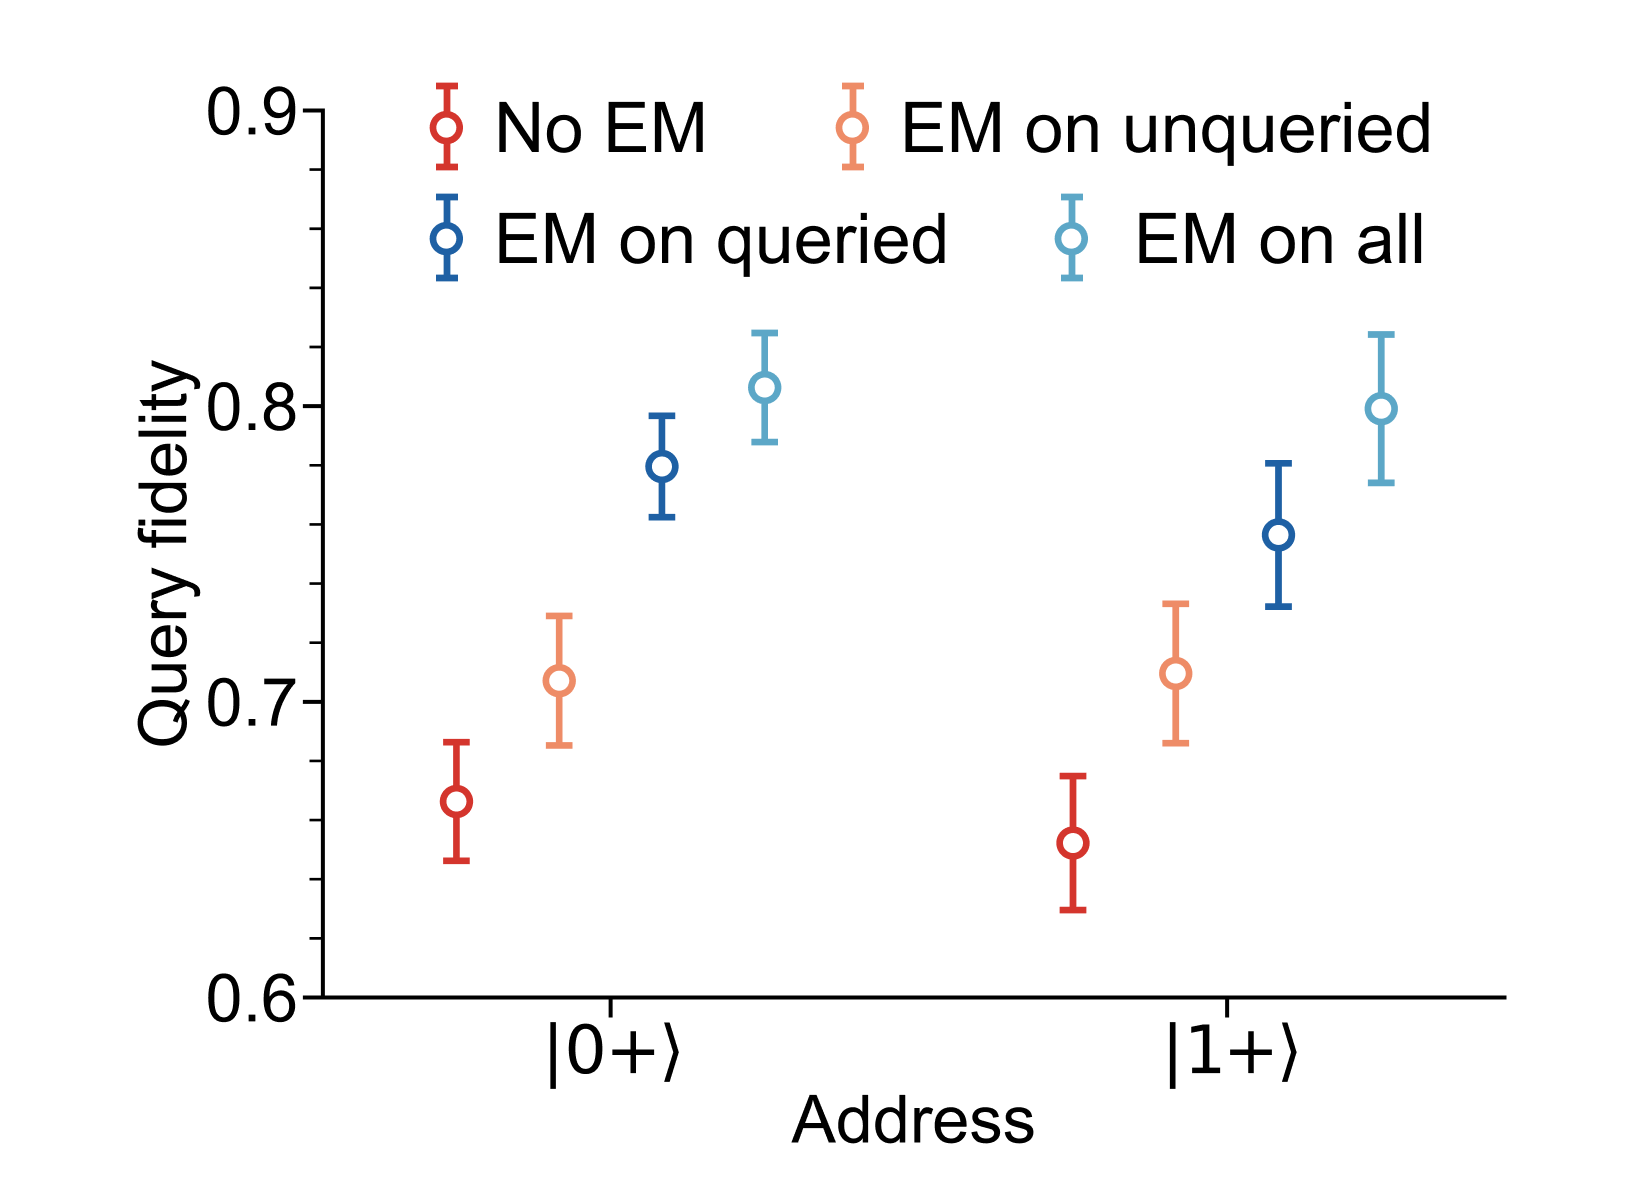 No EM
EM on unqueried
EM on queried
EM on all
0.9
0.8
0.7
0.6
Query fidelity
|0+⟩
|1+⟩
Address